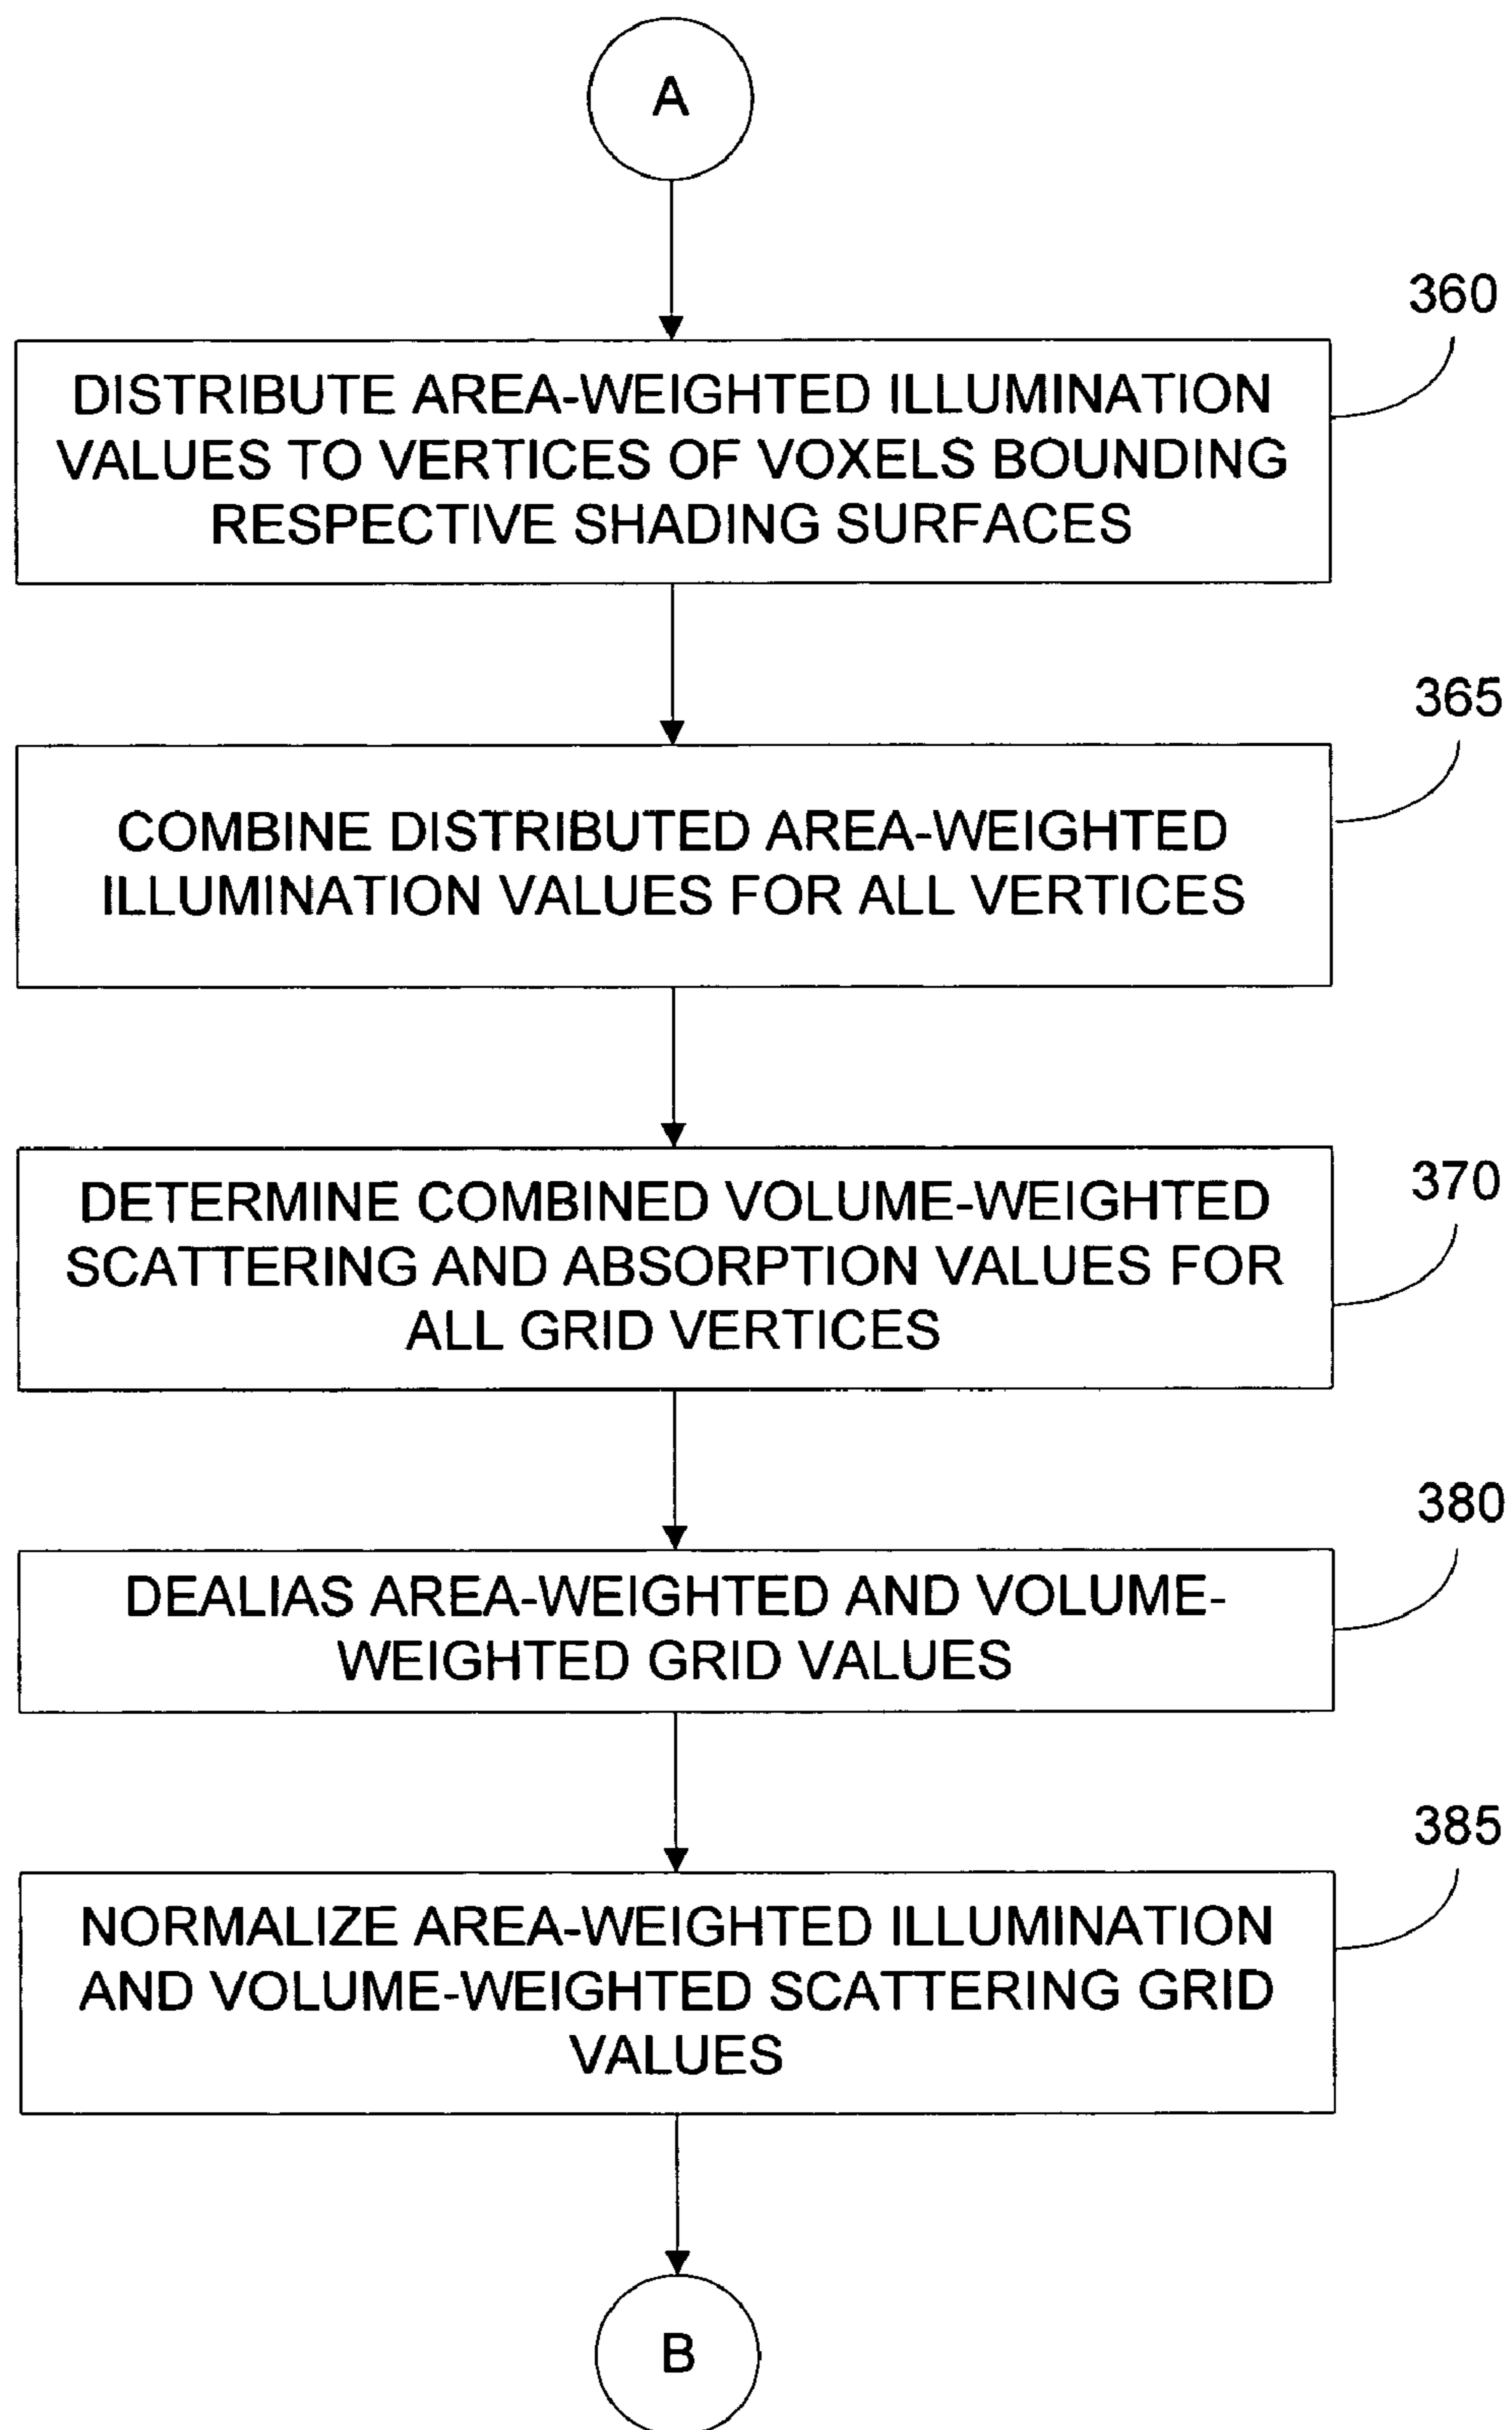 A
360
DISTRIBUTE AREA-WEIGHTED ILLUMINATION
VALUES TO VERTICES OF VOXELS BOUNDING
RESPECTIVE SHADING SURFACES
365
COMBINE DISTRIBUTED AREA-WEIGHTED
ILLUMINATION VALUES FOR ALL VERTICES
370
DETERMINE COMBINED VOLUME-WEIGHTED
SCATTERING AND ABSORPTION VALUES FOR
ALL GRID VERTICES
380
DEALIAS AREA-WEIGHTED AND VOLUME-
WEIGHTED GRID VALUES
385
NORMALIZE AREA-WEIGHTED ILLUMINATION
AND VOLUME-WEIGHTED SCATTERING GRID
VALUES
B